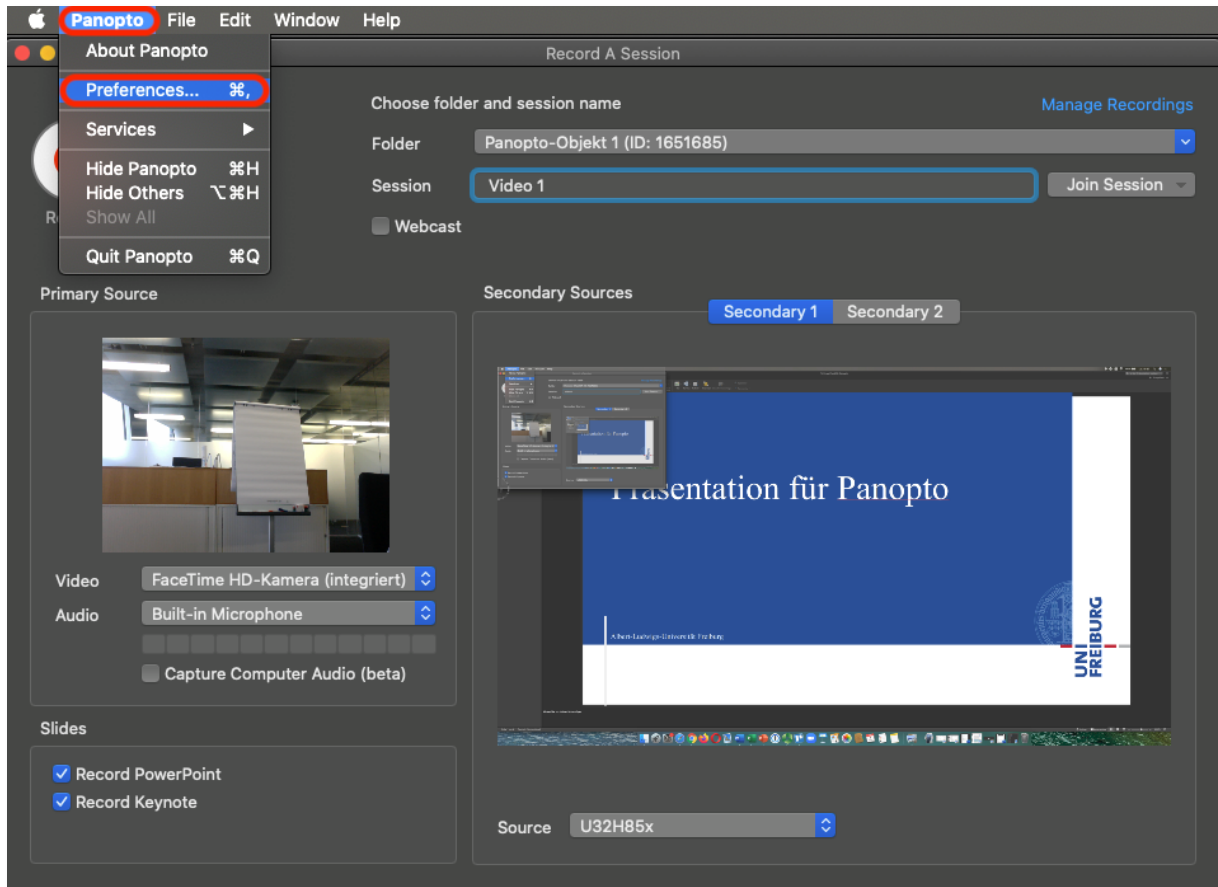 Panopto File Edit Window Help
About Panopto
Preferences... ⌘,
Services ▶
Hide Panopto ⌘H
Hide Others ⌥⌘H
Show All
Quit Panopto ⌘Q
Record A Session
Choose folder and session name
Manage Recordings
Folder Panopto-Objekt 1 (ID: 1651685)
Session Video 1 Join Session
Webcast
Primary Source
Video FaceTime HD-Kamera (integriert)
Audio Built-in Microphone
Capture Computer Audio (beta)
Slides
Record PowerPoint
Record Keynote
Secondary Sources
Secondary 1 Secondary 2
Präsentation für Panopto
Albert-Ludwigs-Universität Freiburg
UNI
FREIBURG
Source U32H85x